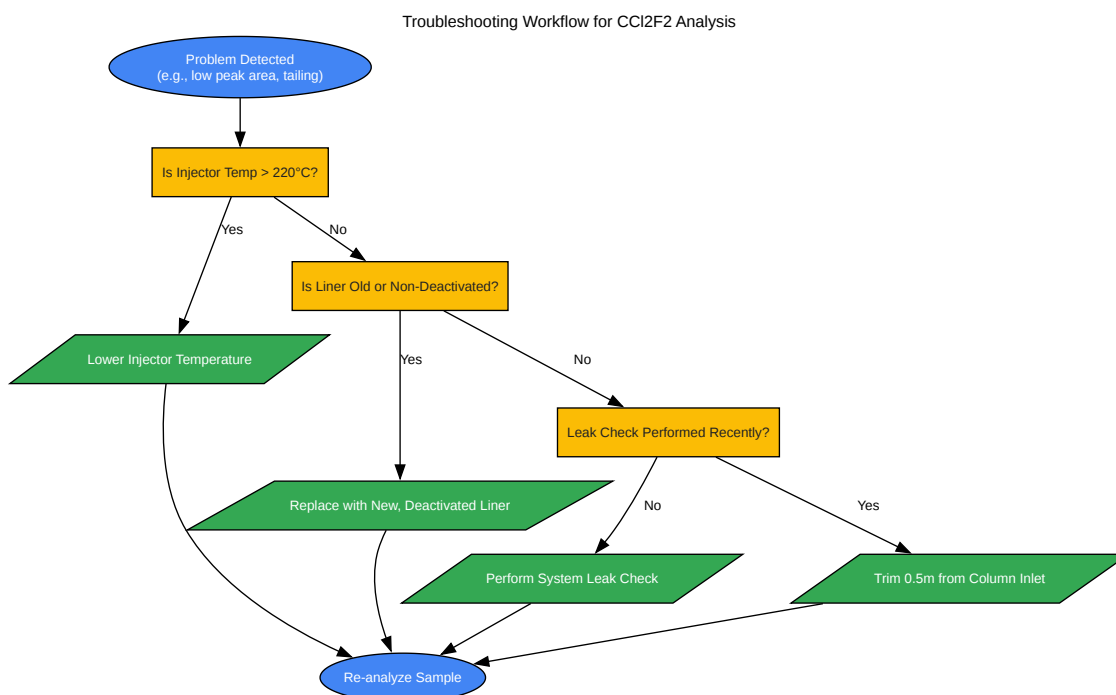 Troubleshooting Workflow for CCl2F2 Analysis
Problem Detected
(e.g., low peak area, tailing)
Is Injector Temp > 220°C?
Yes
No
Is Liner Old or Non-Deactivated?
Lower Injector Temperature
Yes
No
Leak Check Performed Recently?
Replace with New, Deactivated Liner
No
Yes
Perform System Leak Check
Trim 0.5m from Column Inlet
Re-analyze Sample